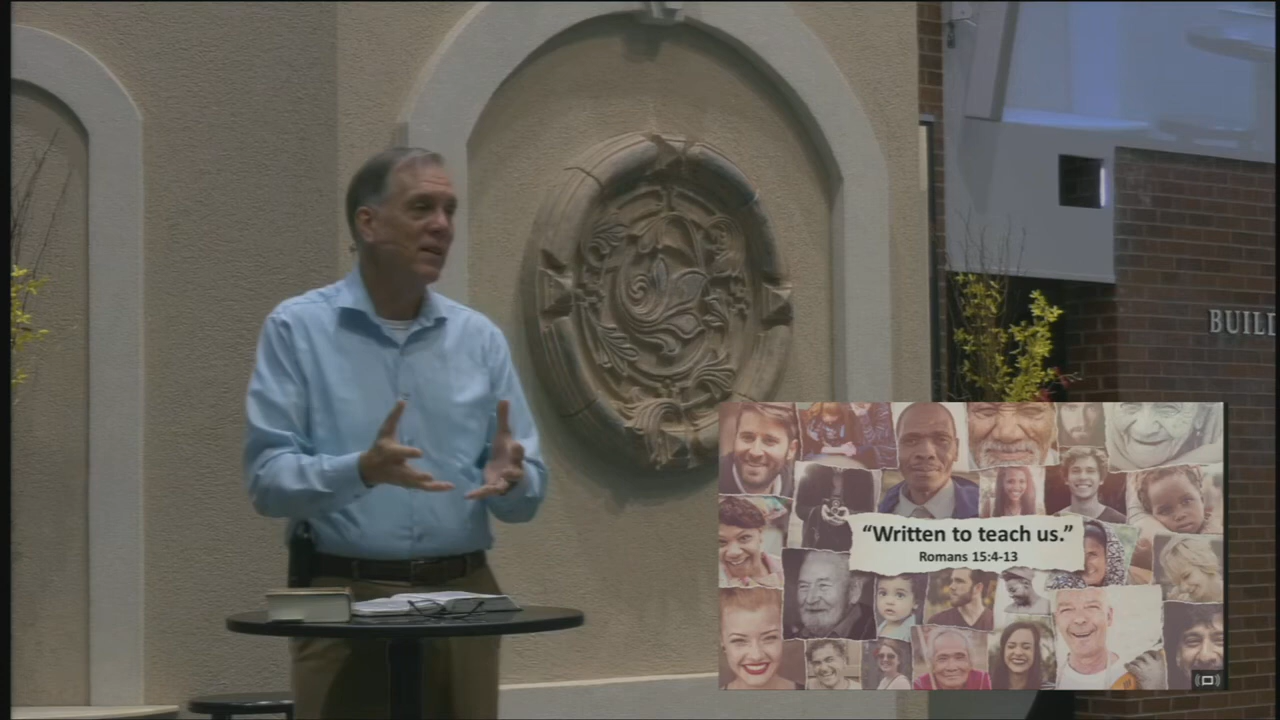 BUILD
“Written to teach us.”
Romans 15:4-13